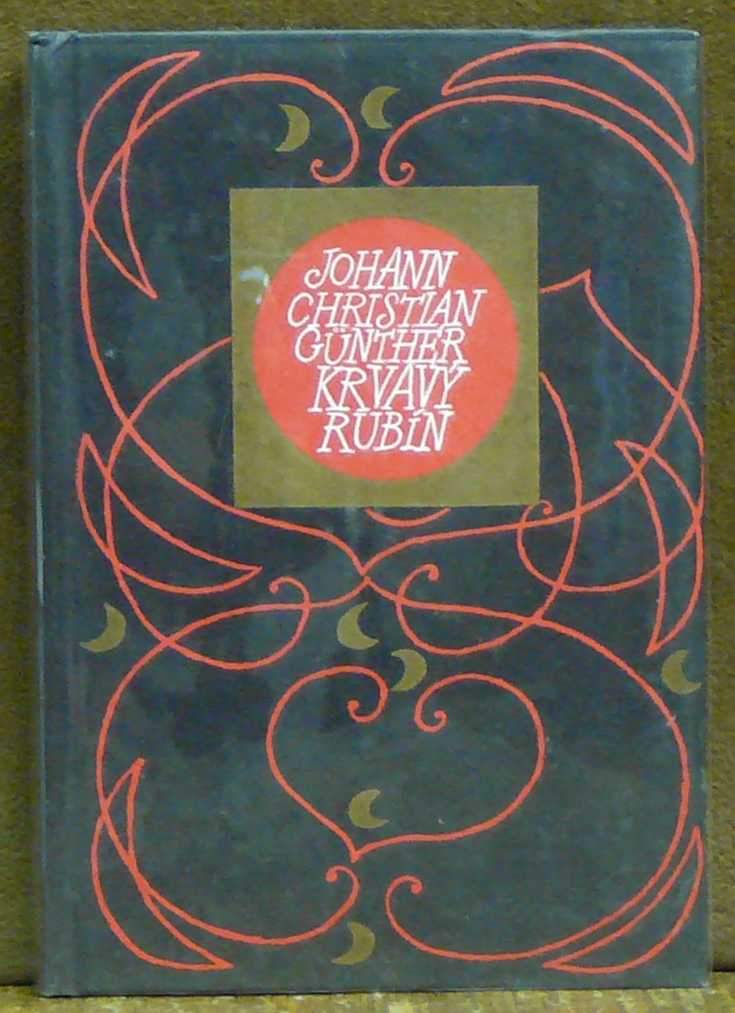 JOHANN
CHRISTIAN
GÜNTHER
KRVAVÝ
RUBÍN